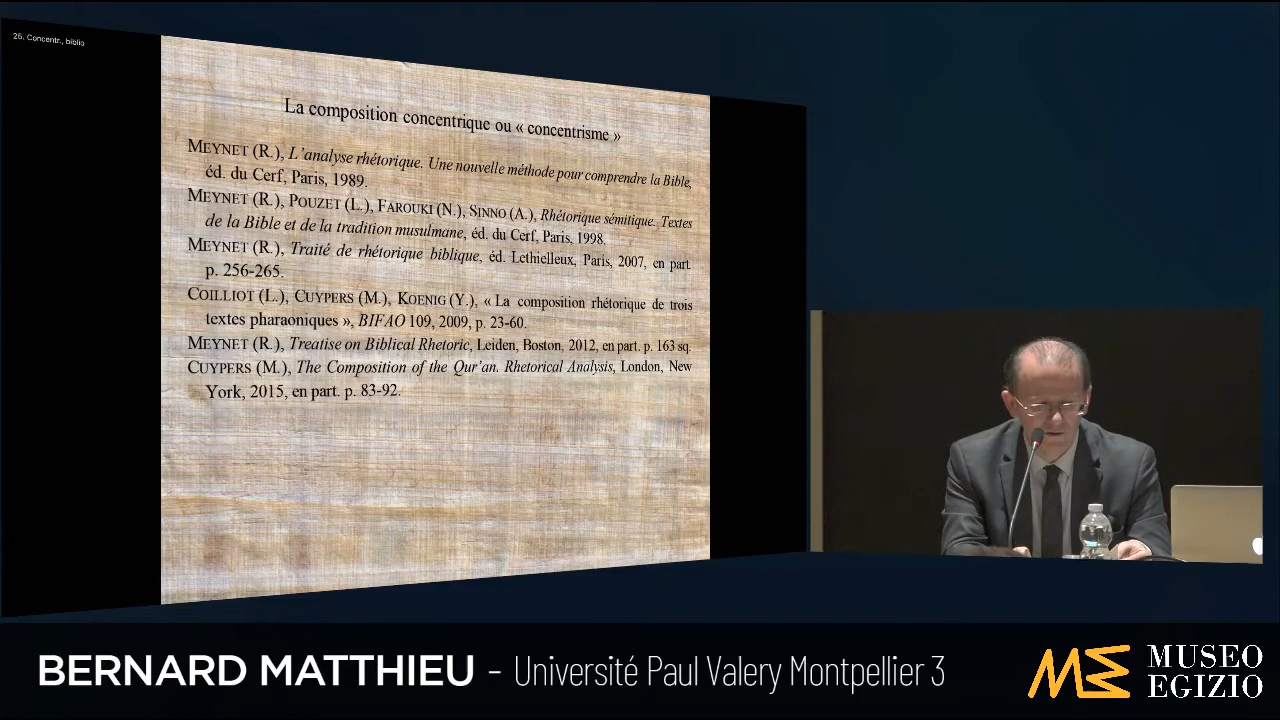 26. Concentr., biblio
La composition concentrique ou « concentrisme »
MEYNET (R.), L'analyse rhétorique. Une nouvelle méthode pour comprendre la Bible,
éd. du Cerf, Paris, 1989.
MEYNET (R.), POUZET (L.), FAROUKI (N.), SINNO (A.), Rhétorique sémitique. Textes
de la Bible et de la tradition musulmane, éd. du Cerf, Paris, 1998.
MEYNET (R.), Traité de rhétorique biblique, éd. Lethielleux, Paris, 2007, en part.
p. 256-265.
COILLIOT (L.), CUYPERS (M.), KOENIG (Y.), « La composition rhétorique de trois
textes pharaoniques », BIFAO 109, 2009, p. 23-60.
MEYNET (R.), Treatise on Biblical Rhetoric, Leiden, Boston, 2012, en part. p. 163 sq.
CUYPERS (M.), The Composition of the Qur'an. Rhetorical Analysis, London, New
York, 2015, en part. p. 83-92.
BERNARD MATTHIEU - Université Paul Valery Montpellier 3
ME MUSEO
EGIZIO